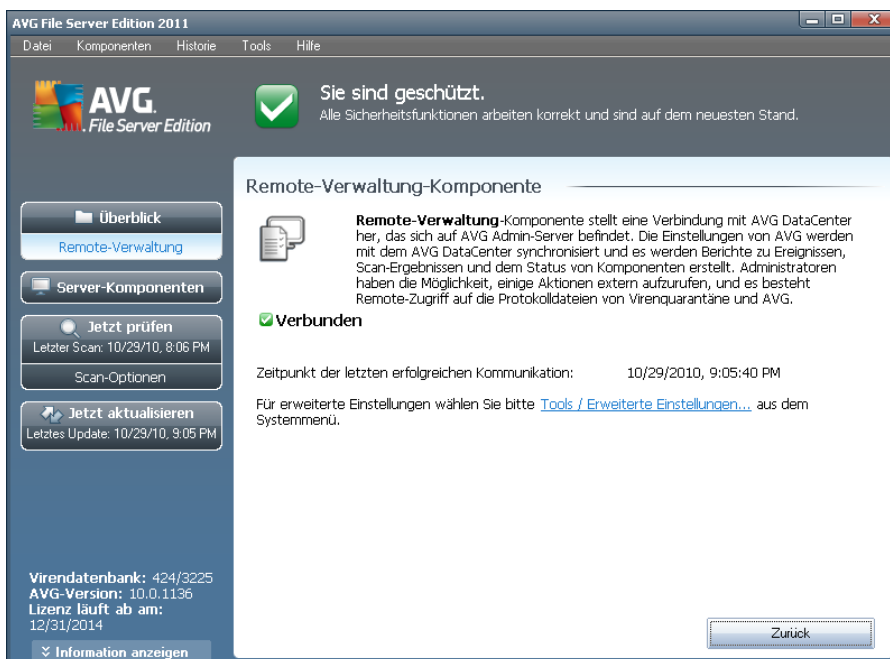 AVG File Server Edition 2011
Datei Komponenten Historie Tools Hilfe
AVG.
File Server Edition
Sie sind geschützt.
Alle Sicherheitsfunktionen arbeiten korrekt und sind auf dem neuesten Stand.
Überblick
Remote-Verwaltung
Server-Komponenten
Jetzt prüfen
Letzter Scan: 10/29/10, 8:06 PM
Scan-Optionen
Jetzt aktualisieren
Letztes Update: 10/29/10, 9:05 PM
Virendatenbank: 424/3225
AVG-Version: 10.0.1136
Lizenz läuft ab am:
12/31/2014
Information anzeigen
Remote-Verwaltung-Komponente
Remote-Verwaltung-Komponente stellt eine Verbindung mit AVG DataCenter
her, das sich auf AVG Admin-Server befindet. Die Einstellungen von AVG werden
mit dem AVG DataCenter synchronisiert und es werden Berichte zu Ereignissen,
Scan-Ergebnissen und dem Status von Komponenten erstellt. Administratoren
haben die Möglichkeit, einige Aktionen extern aufzurufen, und es besteht
Remote-Zugriff auf die Protokolldateien von Virenquarantäne und AVG.
Verbunden
Zeitpunkt der letzten erfolgreichen Kommunikation: 10/29/2010, 9:05:40 PM
Für erweiterte Einstellungen wählen Sie bitte Tools / Erweiterte Einstellungen... aus dem
Systemmenü.
Zurück